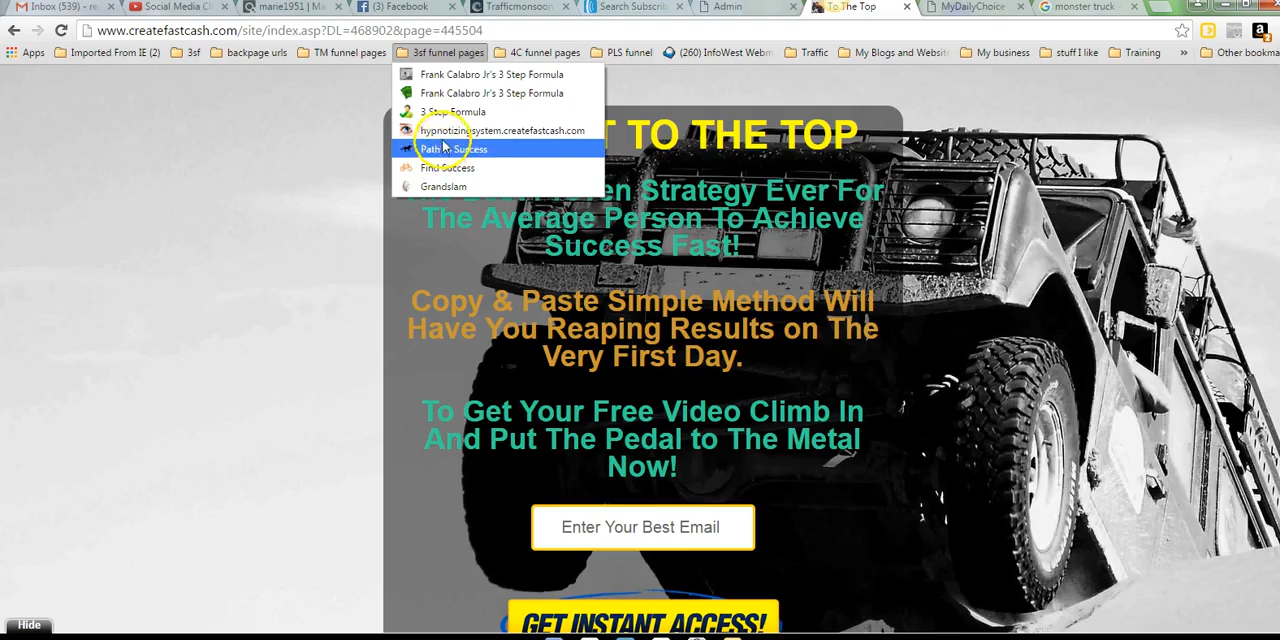 Inbox (539) - re
Social Media C
marie1951 | Ma
(3) Facebook
Trafficmonsoon
Search Subscrib
Admin
To The Top
MyDailyChoice
monster truck -
www.createfastcash.com/site/index.asp?DL=468902&page=445504
Apps
Imported From IE (2)
3sf
backpage urls
TM funnel pages
3sf funnel pages
4C funnel pages
PLS funnel
(260) InfoWest Webm
Traffic
My Blogs and Website
My business
stuff I like
Training
»
Other bookma
Frank Calabro Jr's 3 Step Formula
Frank Calabro Jr's 3 Step Formula
3 Step Formula
hypnotizingsystem.createfastcash.com
Path to Success
Find Success
Grandslam
T TO THE TOP
Strategy Ever For
The Average Person To Achieve
Success Fast!
Copy & Paste Simple Method Will
Have You Reaping Results on The
Very First Day.
To Get Your Free Video Climb In
And Put The Pedal to The Metal
Now!
Enter Your Best Email
GET INSTANT ACCESS!
Hide